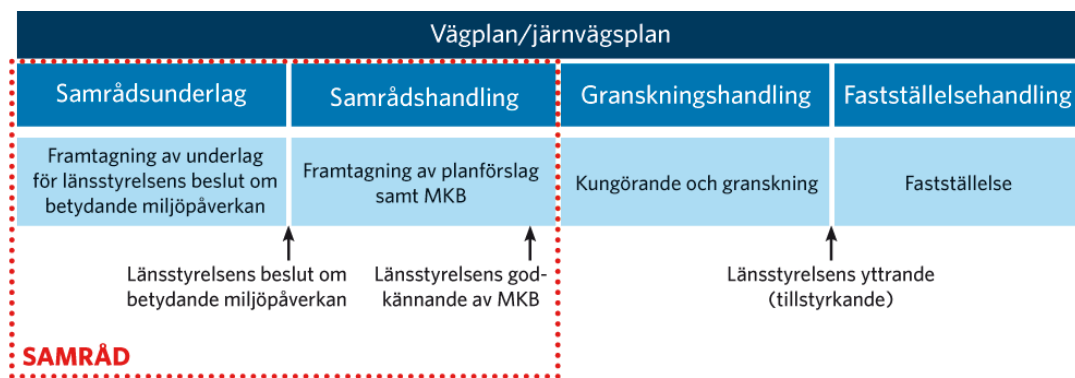 Vägplan/järnvägsplan
Samrådsunderlag
Samrådshandling
Granskningshandling
Fastställelsehandling
Framtagning av underlag
för länsstyrelsens beslut om
betydande miljöpåverkan
Framtagning av planförslag
samt MKB
Kungörande och granskning
Fastställelse
Länsstyrelsens beslut om
betydande miljöpåverkan
Länsstyrelsens god-
kännande av MKB
Länsstyrelsens yttrande
(tillstyrkande)
SAMRÅD